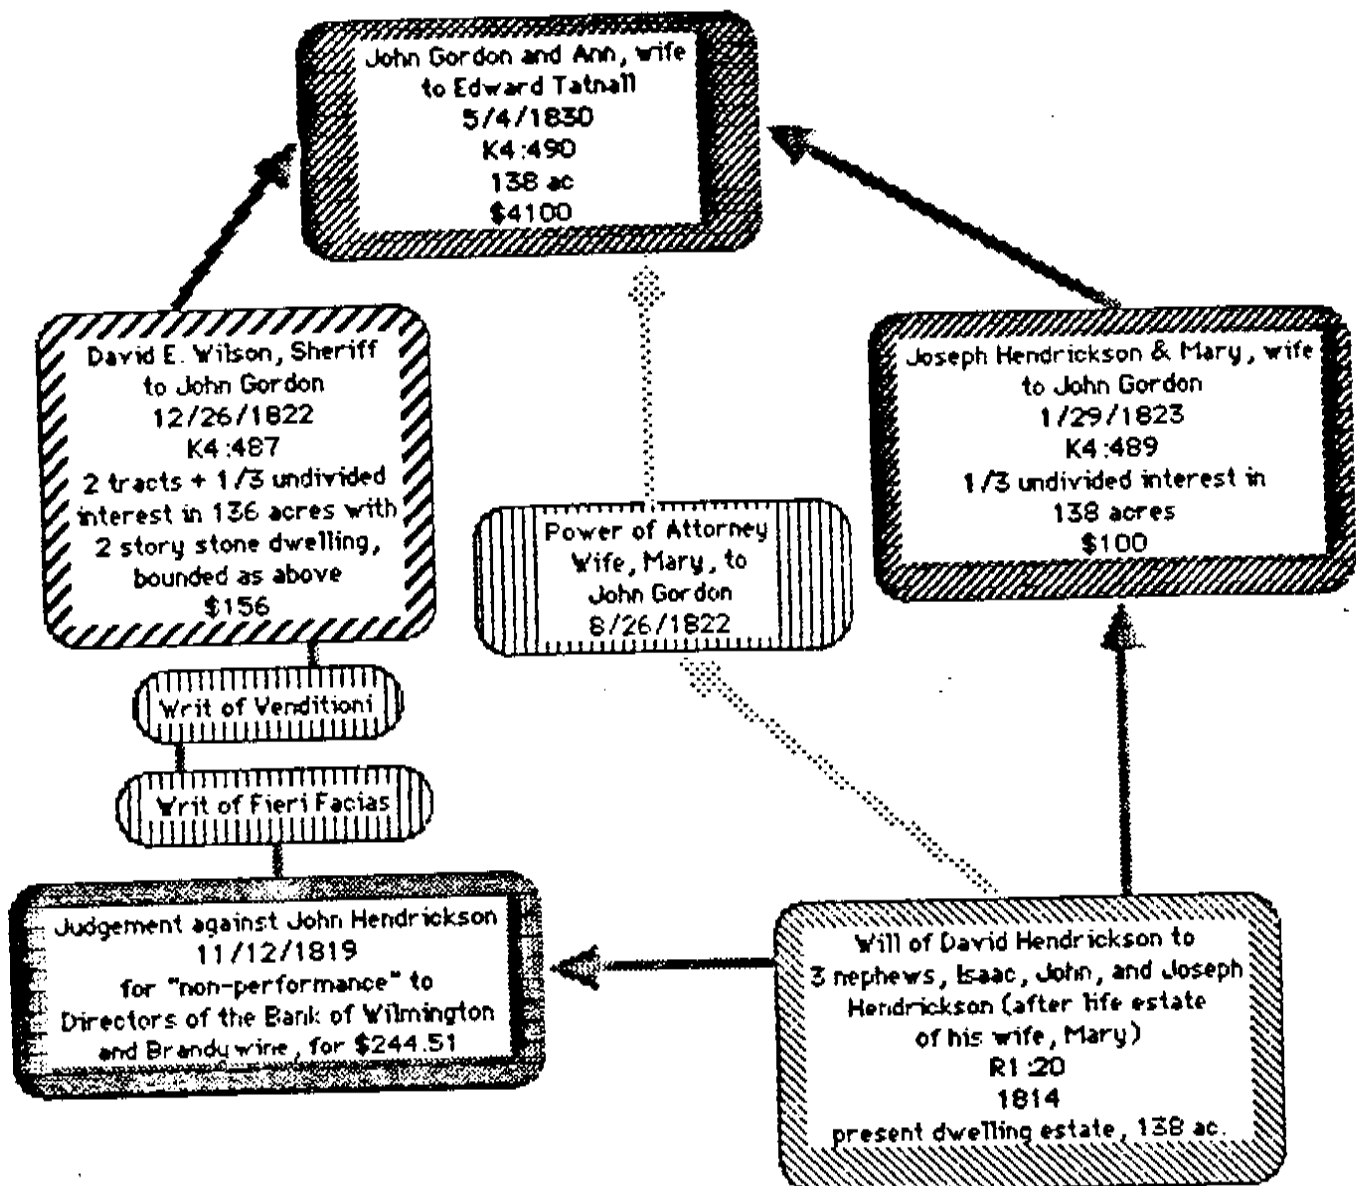 John Gordon and Ann, wife
to Edward Tatnall
5/4/1830
K4:490
138 ac
$4100
David E. Wilson, Sheriff
to John Gordon
12/26/1822
K4:487
2 tracts + 1/3 undivided
interest in 136 acres with
2 story stone dwelling,
bounded as above
$156
Joseph Hendrickson & Mary, wife
to John Gordon
1/29/1823
K4:489
1/3 undivided interest in
138 acres
$100
Power of Attorney
Wife, Mary, to
John Gordon
8/26/1822
Writ of Venditioni
Writ of Fieri Facias
Judgement against John Hendrickson
11/12/1819
for "non-performance" to
Directors of the Bank of Wilmington
and Brandywine, for $244.51
Will of David Hendrickson to
3 nephews, Isaac, John, and Joseph
Hendrickson (after life estate
of his wife, Mary)
R1:20
1814
present dwelling estate, 138 ac.